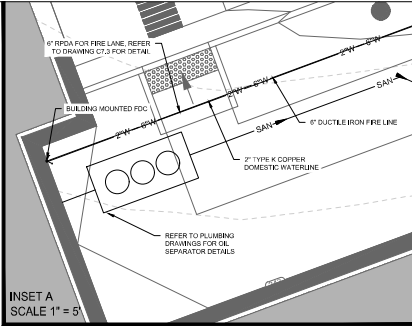 6" RPDA FOR FIRE LANE, REFER
TO DRAWING C7.3 FOR DETAIL
2"W
6"W
BUILDING MOUNTED FDC
2"W
6"W
6" DUCTILE IRON FIRE LINE
SAN
2"W
6"W
SAN
2" TYPE K COPPER
DOMESTIC WATERLINE
REFER TO PLUMBING
DRAWINGS FOR OIL
SEPARATOR DETAILS
INSET A
SCALE 1" = 5'